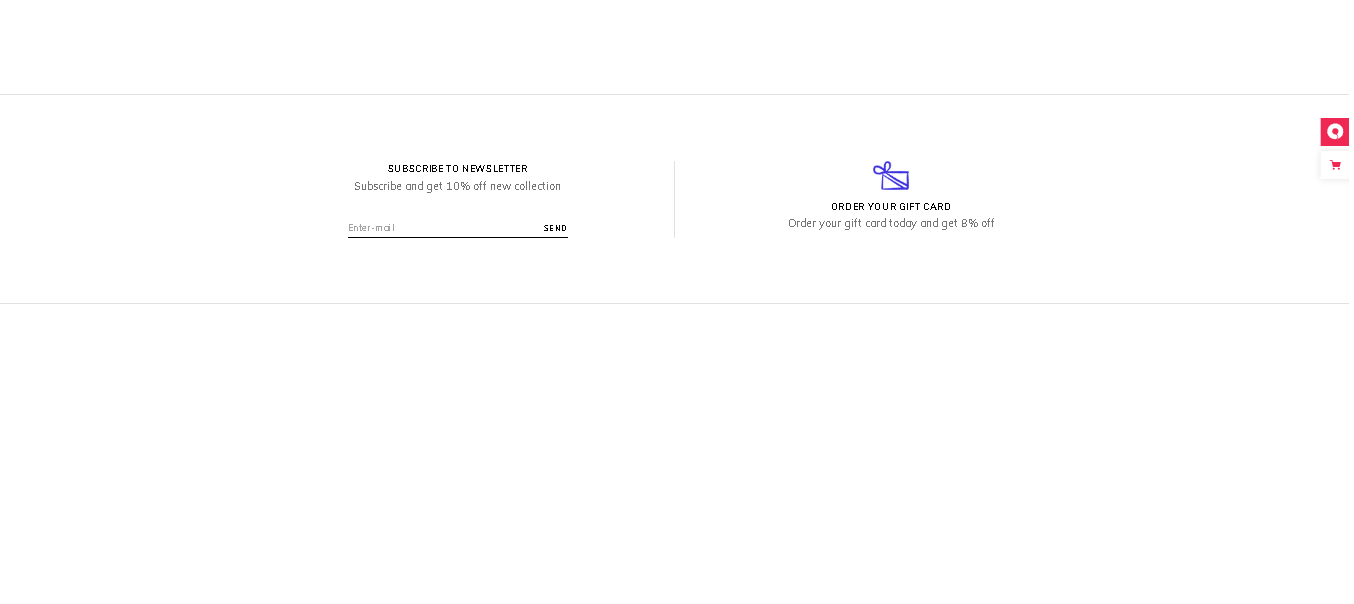 SUBSCRIBE TO NEWSLETTER
Subscribe and get 10% off new collection
Enter-mail
SEND
ORDER YOUR GIFT CARD
Order your gift card today and get 8% off